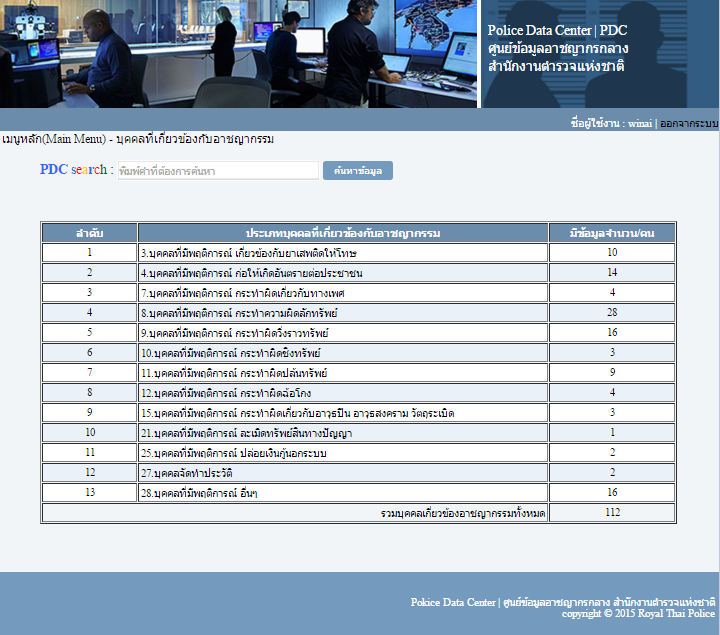 Police Data Center | PDC
ศูนย์ข้อมูลอาชญากรกลาง
สำนักงานตำรวจแห่งชาติ
ชื่อผู้ใช้งาน : winai | ออกจากระบบ
เมนูหลัก(Main Menu) - บุคคลที่เกี่ยวข้องกับอาชญากรรม
PDC search : พิมพ์คำที่ต้องการค้นหา ค้นหาข้อมูล
ลำดับ ประเภทบุคคลที่เกี่ยวข้องกับอาชญากรรม มีข้อมูลจำนวน/คน
1 3.บุคคลที่มีพฤติการณ์ เกี่ยวข้องกับยาเสพติดให้โทษ 10
2 4.บุคคลที่มีพฤติการณ์ ก่อให้เกิดอันตรายต่อประชาชน 14
3 7.บุคคลที่มีพฤติการณ์ กระทำผิดเกี่ยวกับทางเพศ 4
4 8.บุคคลที่มีพฤติการณ์ กระทำความผิดลักทรัพย์ 28
5 9.บุคคลที่มีพฤติการณ์ กระทำผิดวิ่งราวทรัพย์ 16
6 10.บุคคลที่มีพฤติการณ์ กระทำผิดชิงทรัพย์ 3
7 11.บุคคลที่มีพฤติการณ์ กระทำผิดปล้นทรัพย์ 9
8 12.บุคคลที่มีพฤติการณ์ กระทำผิดฉ้อโกง 4
9 15.บุคคลที่มีพฤติการณ์ กระทำผิดเกี่ยวกับอาวุธปืน อาวุธสงคราม วัตถุระเบิด 3
10 21.บุคคลที่มีพฤติการณ์ ละเมิดทรัพย์สินทางปัญญา 1
11 25.บุคคลที่มีพฤติการณ์ ปล่อยเงินกู้นอกระบบ 2
12 27.บุคคลจัดทำประวัติ 2
13 28.บุคคลที่มีพฤติการณ์ อื่นๆ 16
รวมบุคคลเกี่ยวข้องอาชญากรรมทั้งหมด 112
Pokice Data Center | ศูนย์ข้อมูลอาชญากรกลาง สำนักงานตำรวจแห่งชาติ
copyright © 2015 Royal Thai Police